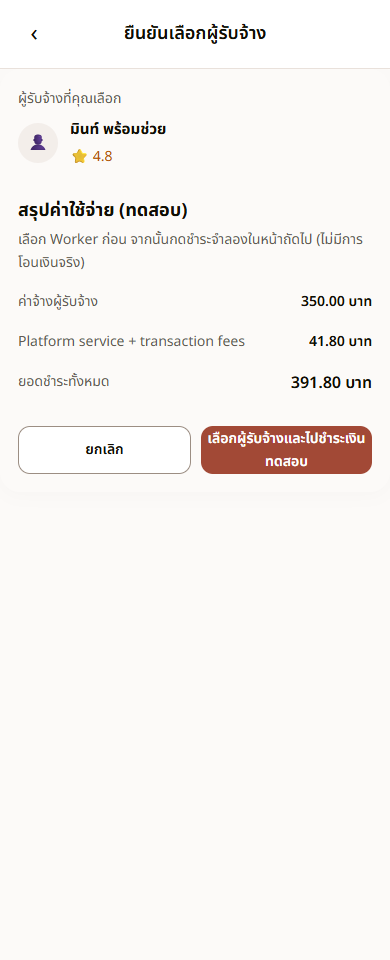 ‹ ยืนยันเลือกผู้รับจ้าง
ผู้รับจ้างที่คุณเลือก
มินท์ พร้อมช่วย
4.8
สรุปค่าใช้จ่าย (ทดสอบ)
เลือก Worker ก่อน จากนั้นกดชำระจำลองในหน้าถัดไป (ไม่มีการ
โอนเงินจริง)
ค่าจ้างผู้รับจ้าง 350.00 บาท
Platform service + transaction fees 41.80 บาท
ยอดชำระทั้งหมด 391.80 บาท
ยกเลิก
เลือกผู้รับจ้างและไปชำระเงิน
ทดสอบ